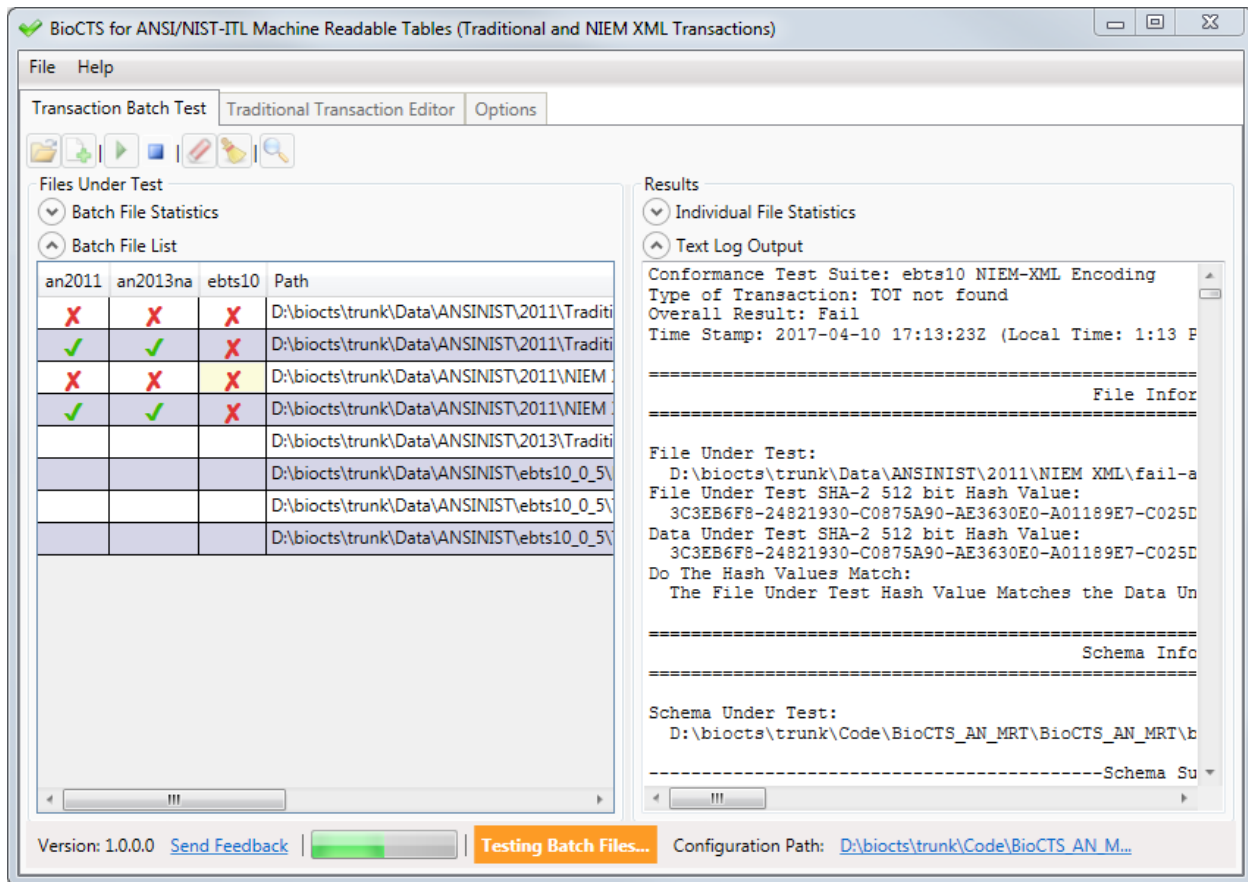 BioCTS for ANSI/NIST-ITL Machine Readable Tables (Traditional and NIEM XML Transactions)
File Help
Transaction Batch Test Traditional Transaction Editor Options
Files Under Test
Batch File Statistics
Batch File List
an2011 an2013na ebts10 Path
D:\biocts\trunk\Data\ANSINIST\2011\Traditi
D:\biocts\trunk\Data\ANSINIST\2011\Traditi
D:\biocts\trunk\Data\ANSINIST\2011\NIEM
D:\biocts\trunk\Data\ANSINIST\2011\NIEM
D:\biocts\trunk\Data\ANSINIST\2013\Traditi
D:\biocts\trunk\Data\ANSINIST\ebts10_0_5\
D:\biocts\trunk\Data\ANSINIST\ebts10_0_5\
D:\biocts\trunk\Data\ANSINIST\ebts10_0_5\
Results
Individual File Statistics
Text Log Output
Conformance Test Suite: ebts10 NIEM-XML Encoding
Type of Transaction: TOT not found
Overall Result: Fail
Time Stamp: 2017-04-10 17:13:23Z (Local Time: 1:13 P
File Infor
File Under Test:
D:\biocts\trunk\Data\ANSINIST\2011\NIEM XML\fail-a
File Under Test SHA-2 512 bit Hash Value:
3C3EB6F8-24821930-C0875A90-AE3630E0-A01189E7-C025D
Data Under Test SHA-2 512 bit Hash Value:
3C3EB6F8-24821930-C0875A90-AE3630E0-A01189E7-C025D
Do The Hash Values Match:
The File Under Test Hash Value Matches the Data Un
Schema Info
Schema Under Test:
D:\biocts\trunk\Code\BioCTS_AN_MRT\BioCTS_AN_MRT\b
-------------------------------------------Schema Su
Version: 1.0.0.0 Send Feedback Testing Batch Files... Configuration Path: D:\biocts\trunk\Code\BioCTS_AN_M...